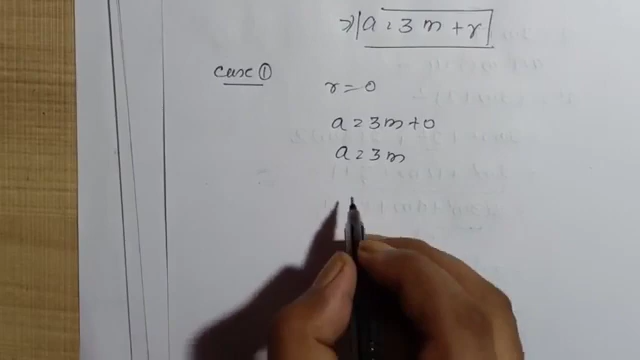 ⇒ a = 3m + r
Case ①
r = 0
a = 3m + 0
a = 3m